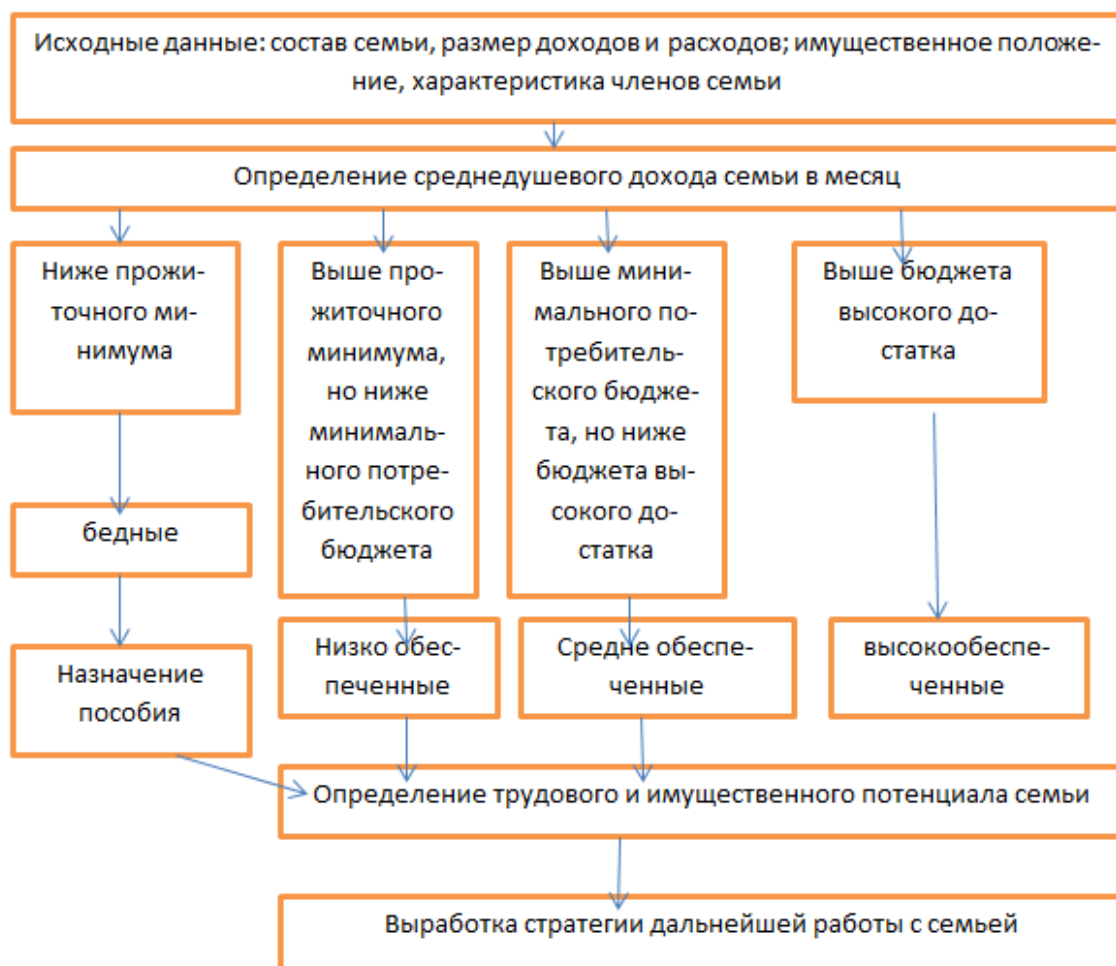 Исходные данные: состав семьи, размер доходов и расходов; имущественное положе-
ние, характеристика членов семьи
Определение среднедушевого дохода семьи в месяц
Ниже прожи-
точного ми-
нимума
Выше про-
житочного
минимума,
но ниже
минималь-
ного потре-
бительского
бюджета
Выше мини-
мального по-
требитель-
ского бюдже-
та, но ниже
бюджета вы-
сокого до-
статка
Выше бюджета
высокого до-
статка
бедные
Низко обес-
печенные
Средне обеспе-
ченные
высокообеспе-
ченные
Назначение
пособия
Определение трудового и имущественного потенциала семьи
Выработка стратегии дальнейшей работы с семьей